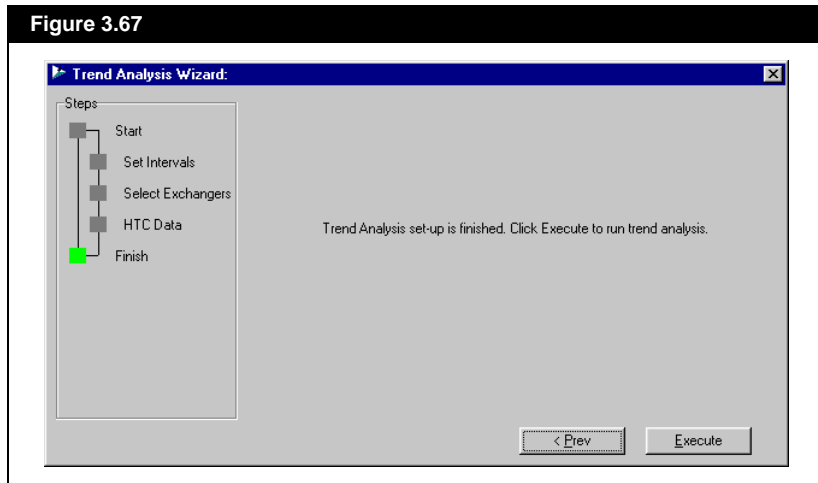 Figure 3.67
Trend Analysis Wizard:
Steps
Start
Set Intervals
Select Exchangers
HTC Data
Finish
Trend Analysis set-up is finished. Click Execute to run trend analysis.
< Prev
Execute